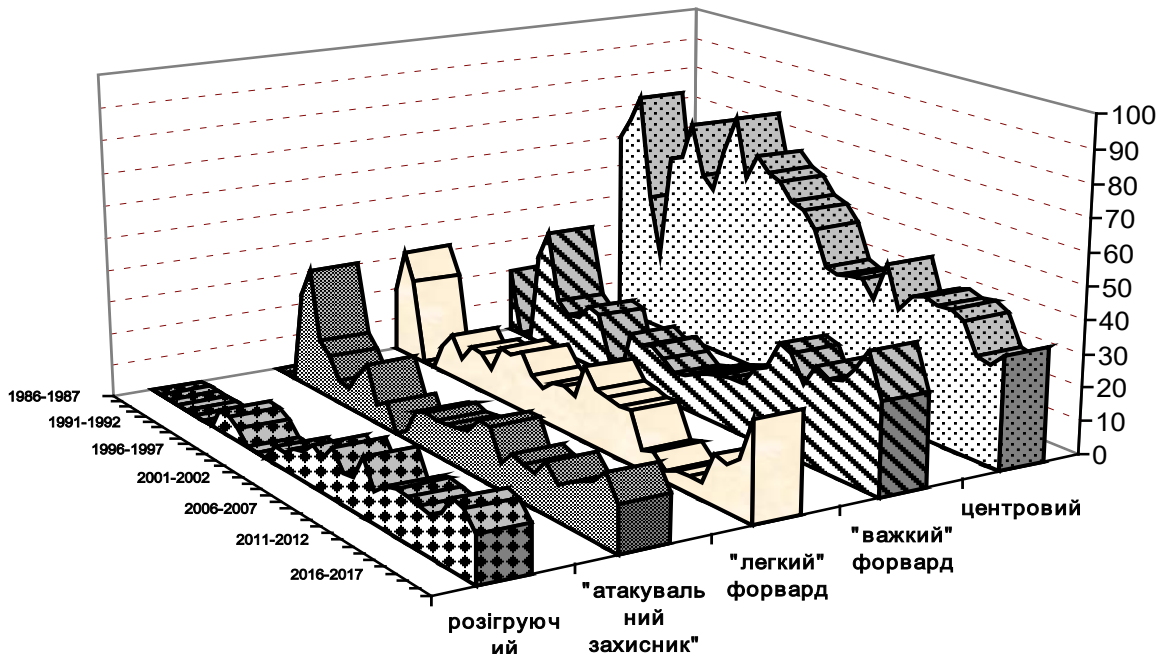 100
90
80
70
60
50
40
30
20
10
0
1986-1987
1991-1992
1996-1997
2001-2002
2006-2007
2011-2012
2016-2017
розігруюч
ий
"атакуваль
ний
захисник"
"легкий"
форвард
"важкий"
форвард
центровий